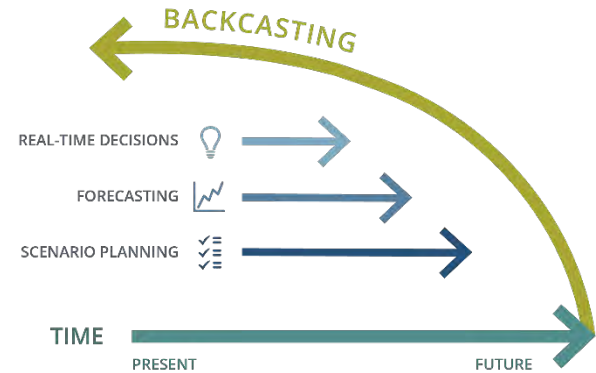 BACKCASTING
REAL-TIME DECISIONS
FORECASTING
SCENARIO PLANNING
TIME
PRESENT
FUTURE